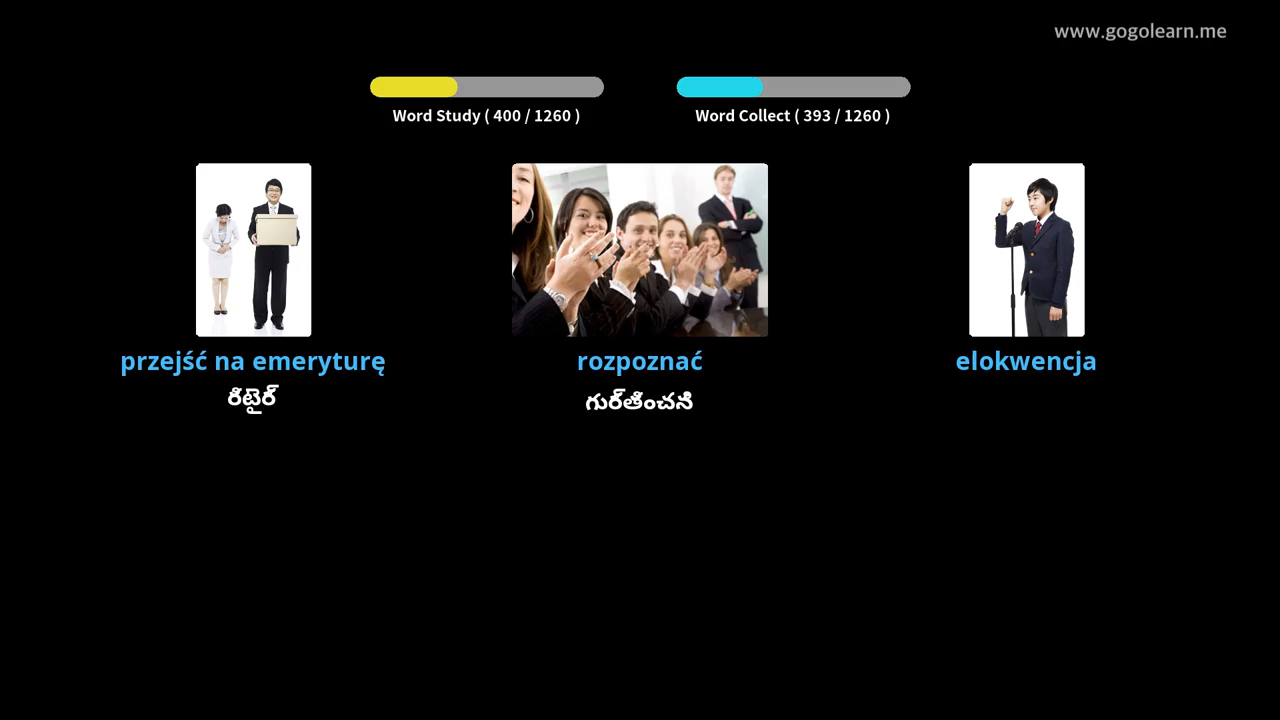 www.gogolearn.me
Word Study ( 400 / 1260 )
Word Collect ( 393 / 1260 )
przejść na emeryturę
rozpoznać
elokwencja
రిటైర్
గుర్తించని